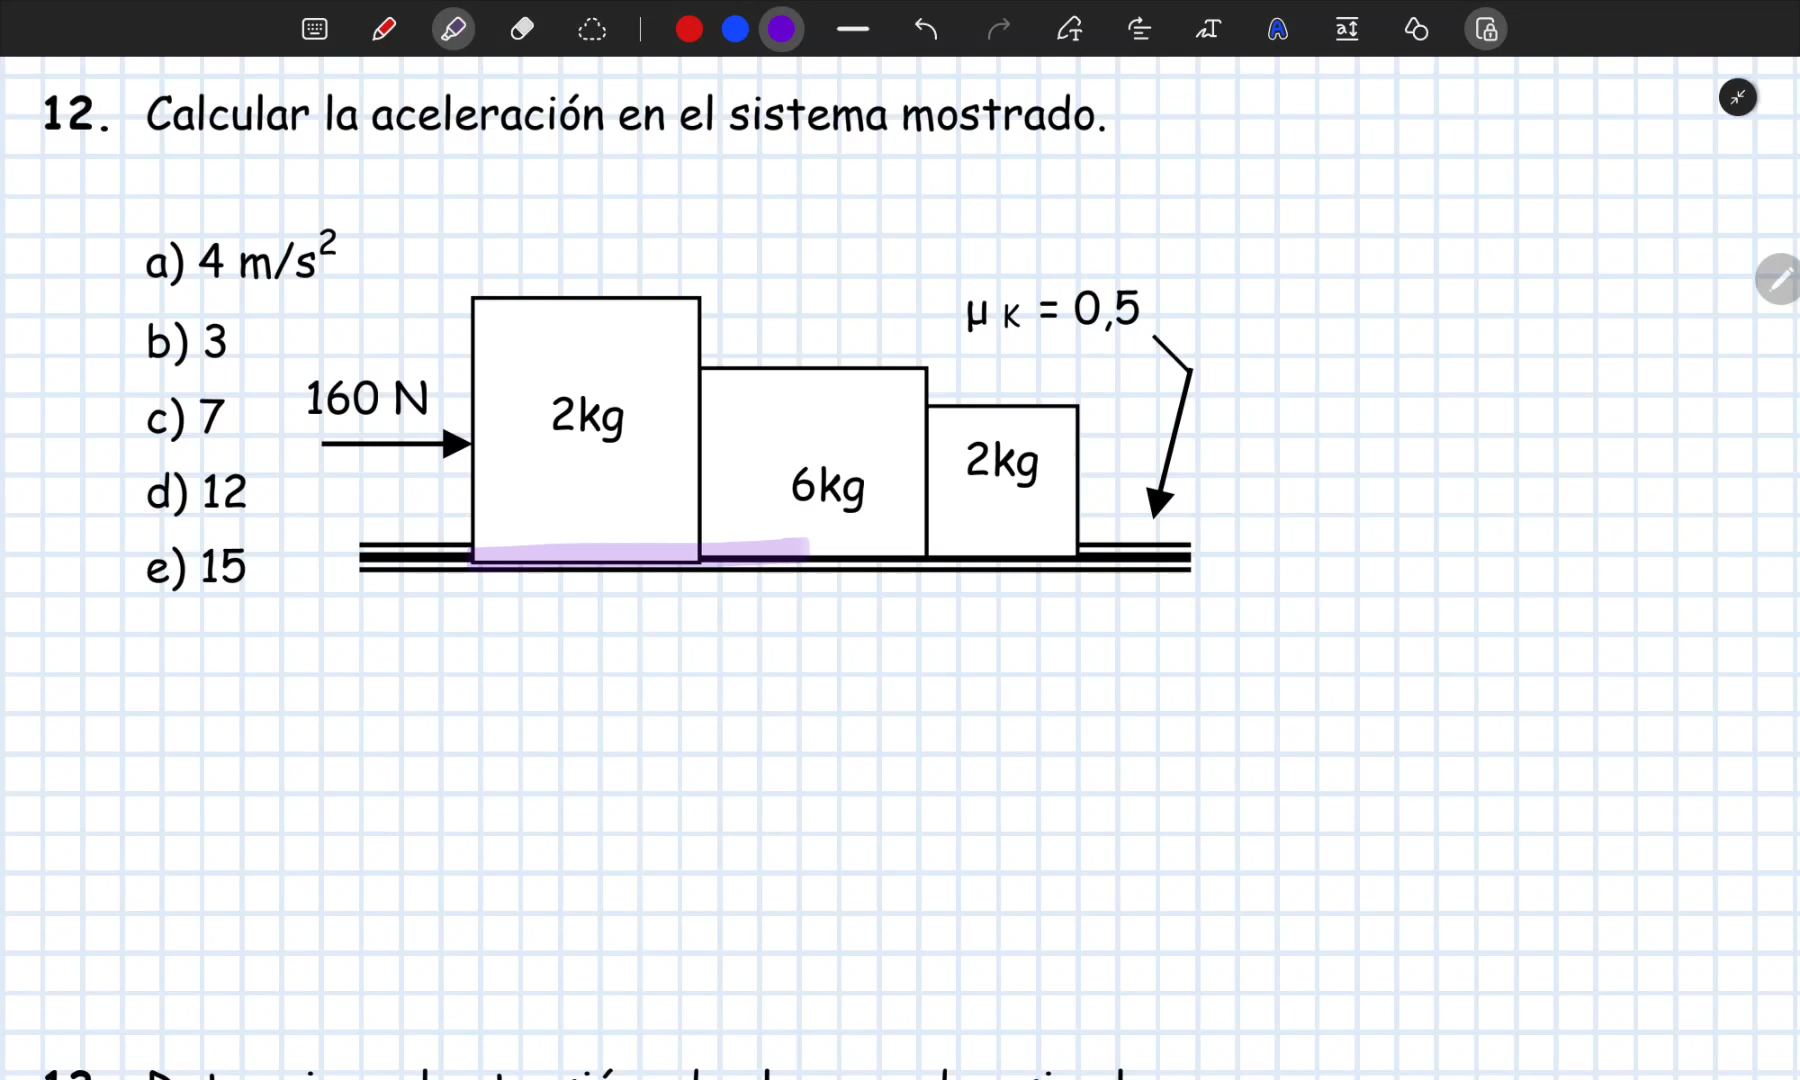 12. Calcular la aceleración en el sistema mostrado.
a) 4 m/s²
b) 3
c) 7
d) 12
e) 15
160 N
2kg
6kg
2kg
μ K = 0,5